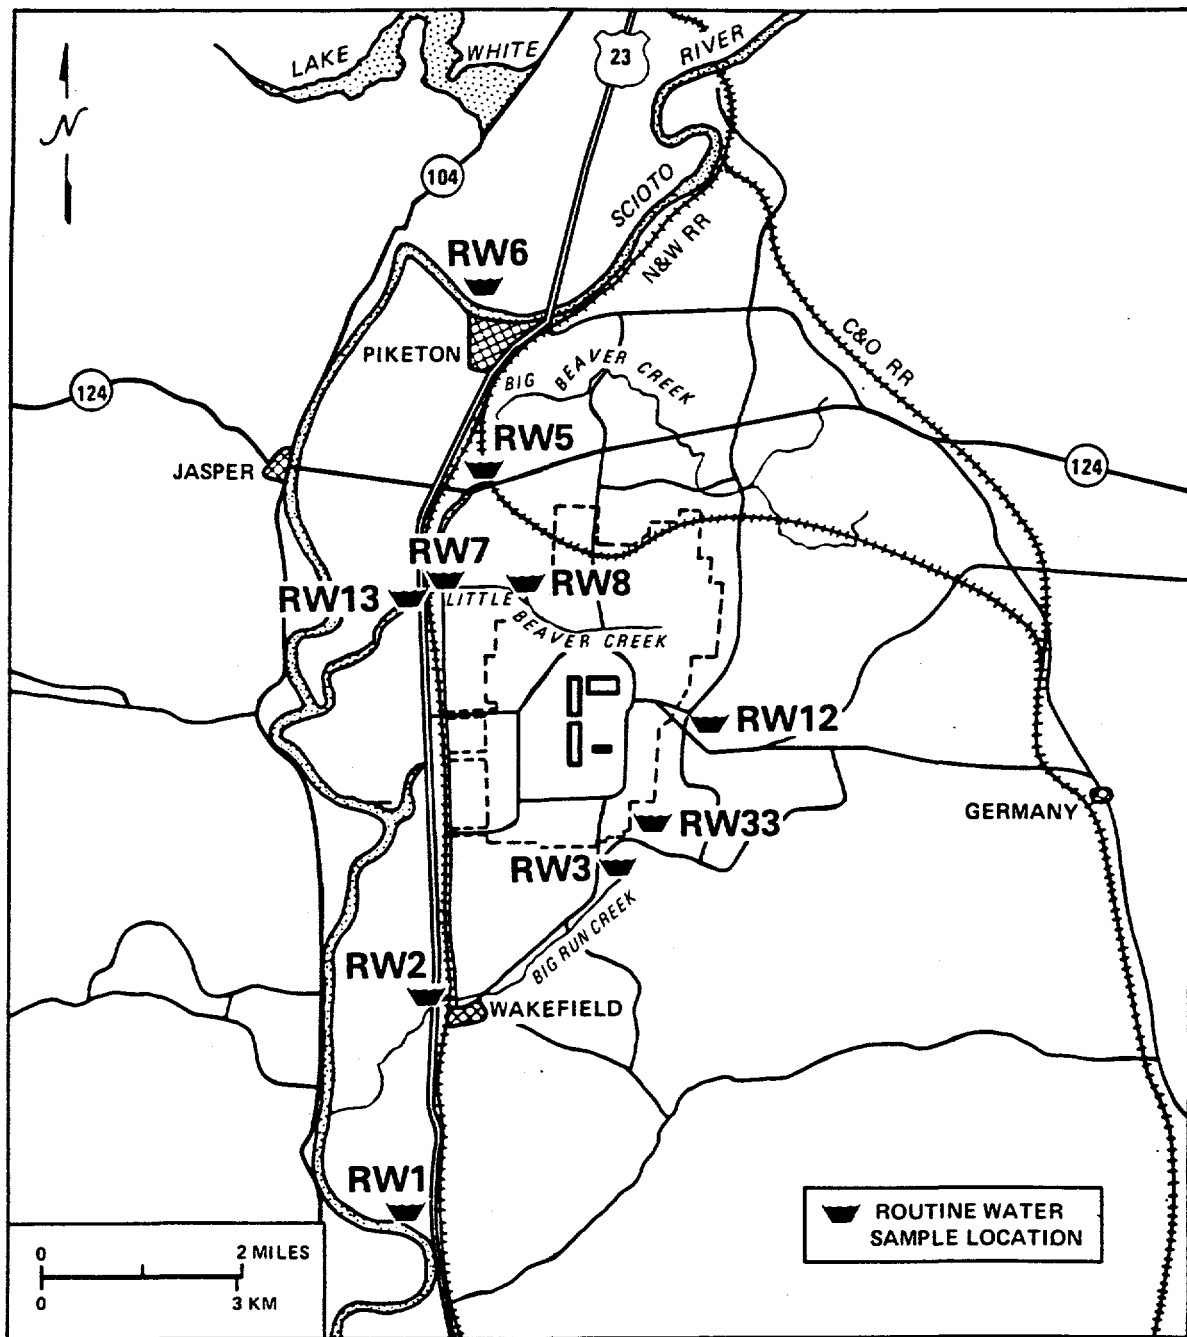 LAKE WHITE
23
RIVER
N
104
SCIOTO
RW6
N&W RR
C&O RR
PIKETON
BIG BEAVER CREEK
124
RW5
JASPER
124
RW7
RW8
RW13
LITTLE BEAVER CREEK
RW12
GERMANY
RW33
RW3
BIG RUN CREEK
RW2
WAKEFIELD
RW1
ROUTINE WATER
SAMPLE LOCATION
0 2 MILES
0 3 KM